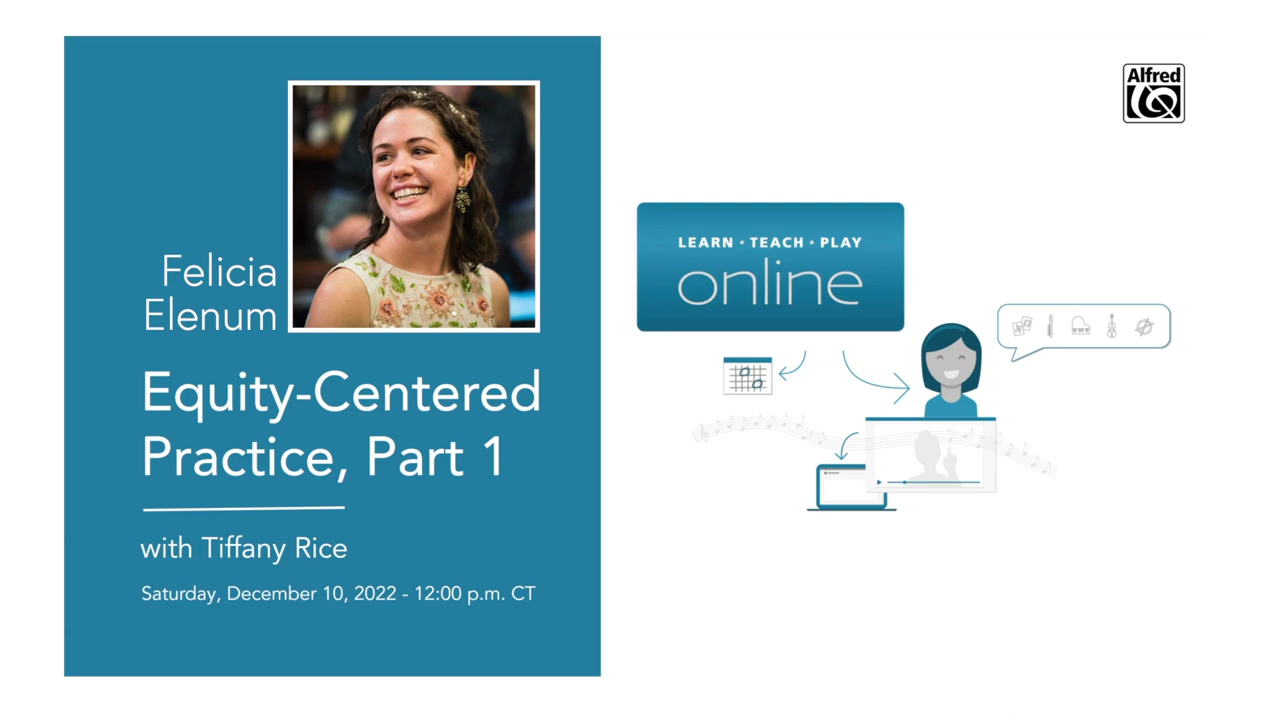 Felicia
Elenum
Equity-Centered
Practice, Part 1
with Tiffany Rice
Saturday, December 10, 2022 - 12:00 p.m. CT
Alfred
LEARN • TEACH • PLAY
online